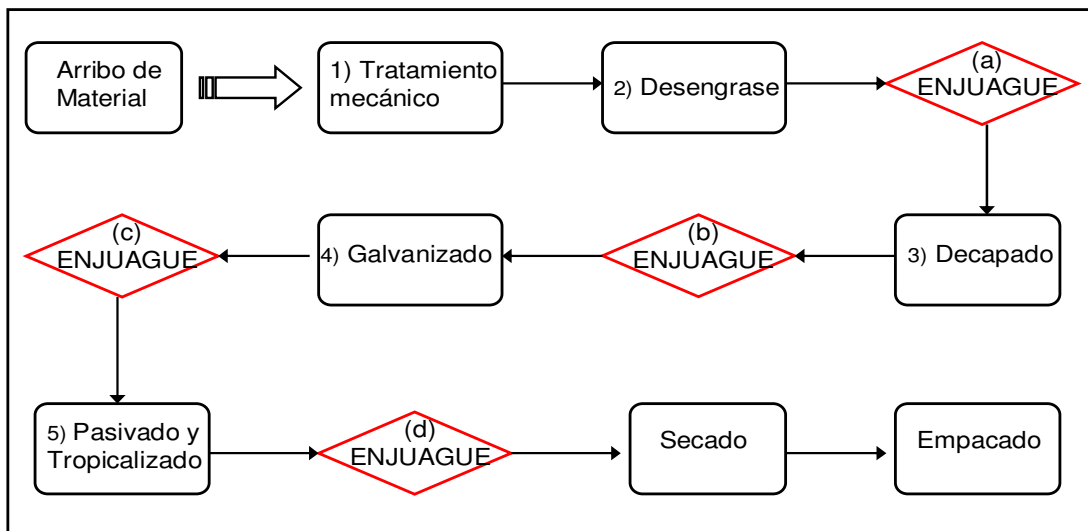 Arribo de
Material
1) Tratamiento
mecánico
2) Desengrase
(a)
ENJUAGUE
(c)
ENJUAGUE
4) Galvanizado
(b)
ENJUAGUE
3) Decapado
5) Pasivado y
Tropicalizado
(d)
ENJUAGUE
Secado
Empacado